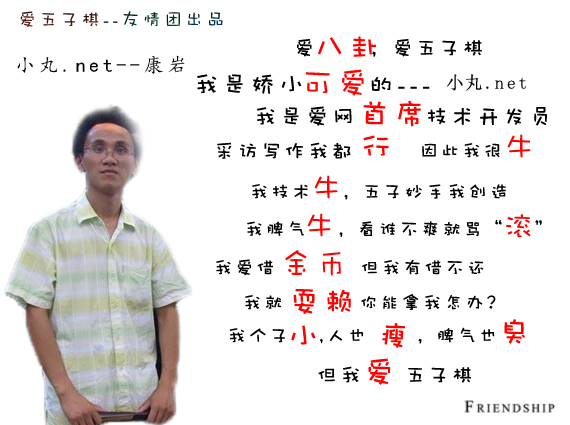 爱五子棋--友情团出品
小丸.net--康岩
爱八卦, 爱五子棋
我是娇小可爱的---小丸.net
我是爱网首席技术开发员
采访写作我都行 因此我很牛
我技术牛，五子妙手我创造
我脾气牛，看谁不爽就骂“滚”
我爱借金币 但我有借不还
我就耍赖你能拿我怎办?
我个子小,人也瘦，脾气也臭
但我爱五子棋
FRIENDSHIP